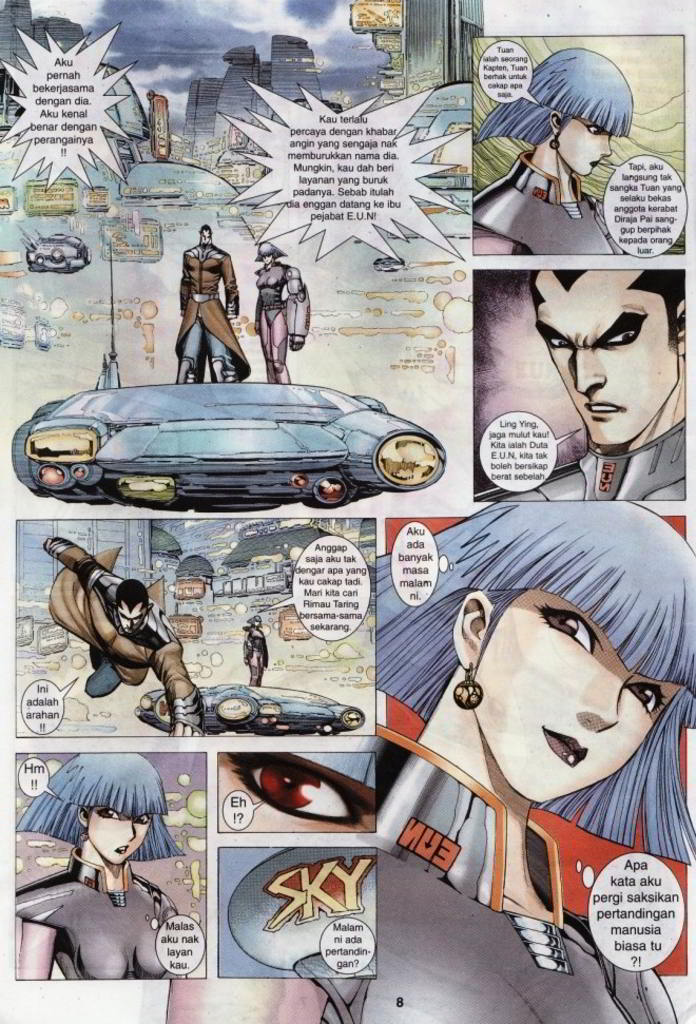 Aku
pernah
bekerjasama
dengan dia.
Aku kenal
benar dengan
perangainya
!!
Kau terlalu
percaya dengan khabar
angin yang sengaja nak
memburukkan nama dia.
Mungkin, kau dah beri
layanan yang buruk
padanya. Sebab itulah
dia enggan datang ke ibu
pejabat E.U.N!
Tuan
ialah seorang
Kapten, Tuan
berhak untuk
cakap apa
saja.
Tapi, aku
langsung tak
sangka Tuan yang
selaku bekas
anggota kerabat
Diraja Pai sang-
gup berpihak
kepada orang
luar.
Ling Ying,
jaga mulut kau!
Kita ialah Duta
E.U.N, kita tak
boleh bersikap
berat sebelah.
Anggap
saja aku tak
dengar apa yang
kau cakap tadi.
Mari kita cari
Rimau Taring
bersama-sama
sekarang.
Ini
adalah
arahan
!!
Aku
ada
banyak
masa
malam
ni.
EUN
Hm
!!
Malas
aku nak
layan
kau.
Eh
!?
SKY
Malam
ni ada
pertandin-
gan?
Apa
kata aku
pergi saksikan
pertandingan
manusia
biasa tu
?!
8